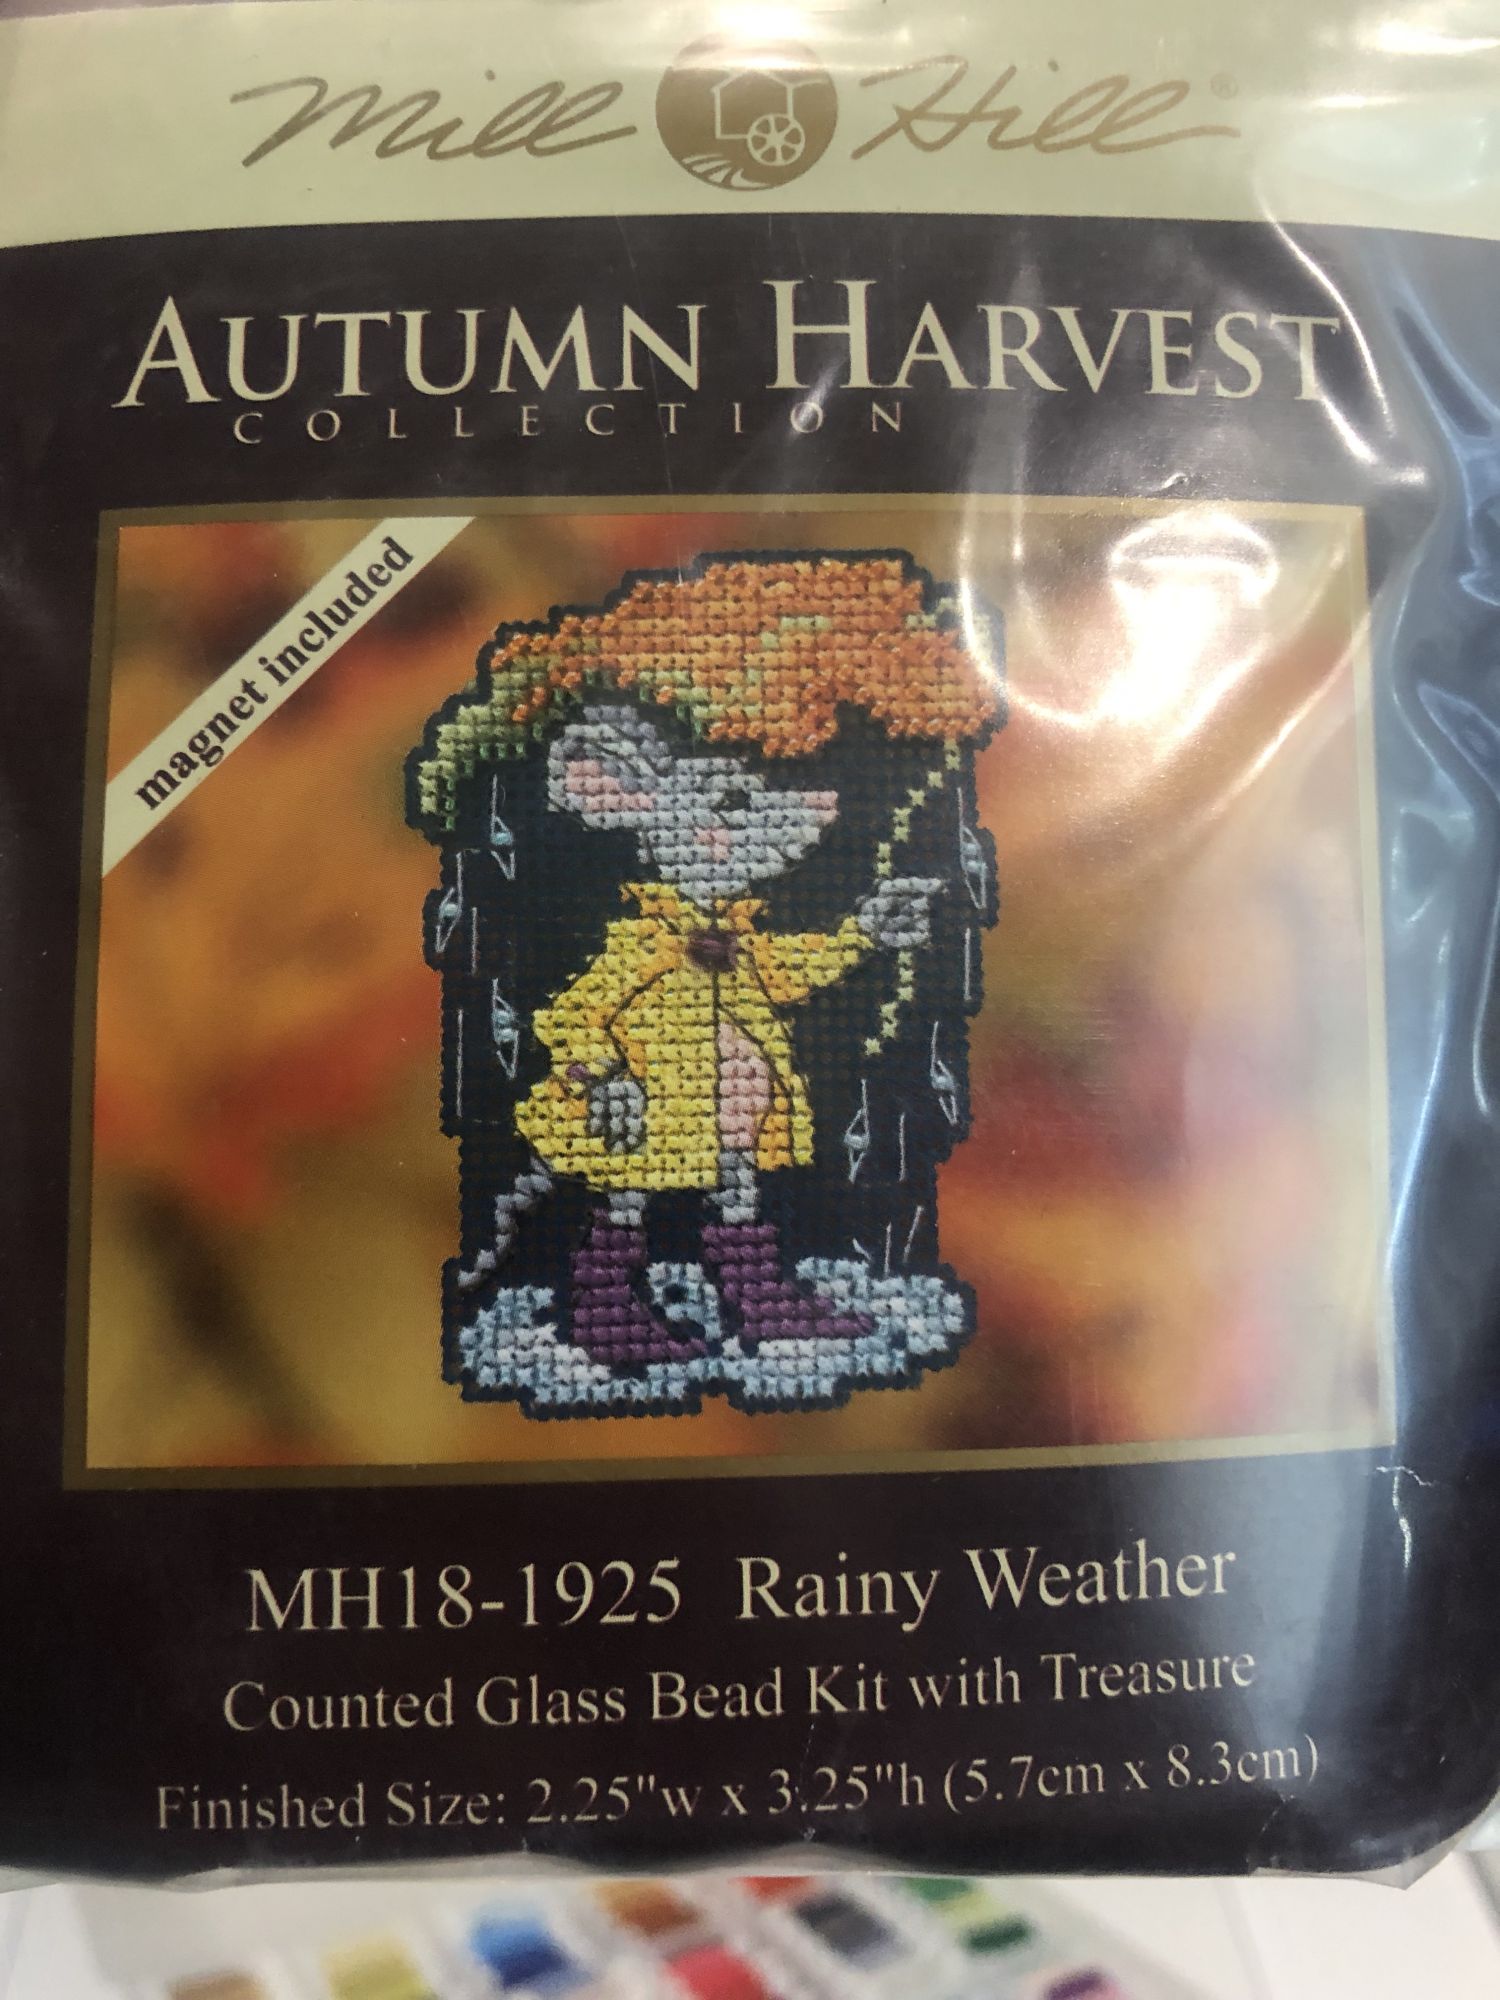 Mill Hill®
AUTUMN HARVEST
COLLECTION
magnet included
MH18-1925 Rainy Weather
Counted Glass Bead Kit with Treasure
Finished Size: 2.25"w x 3.25"h (5.7cm x 8.3cm)